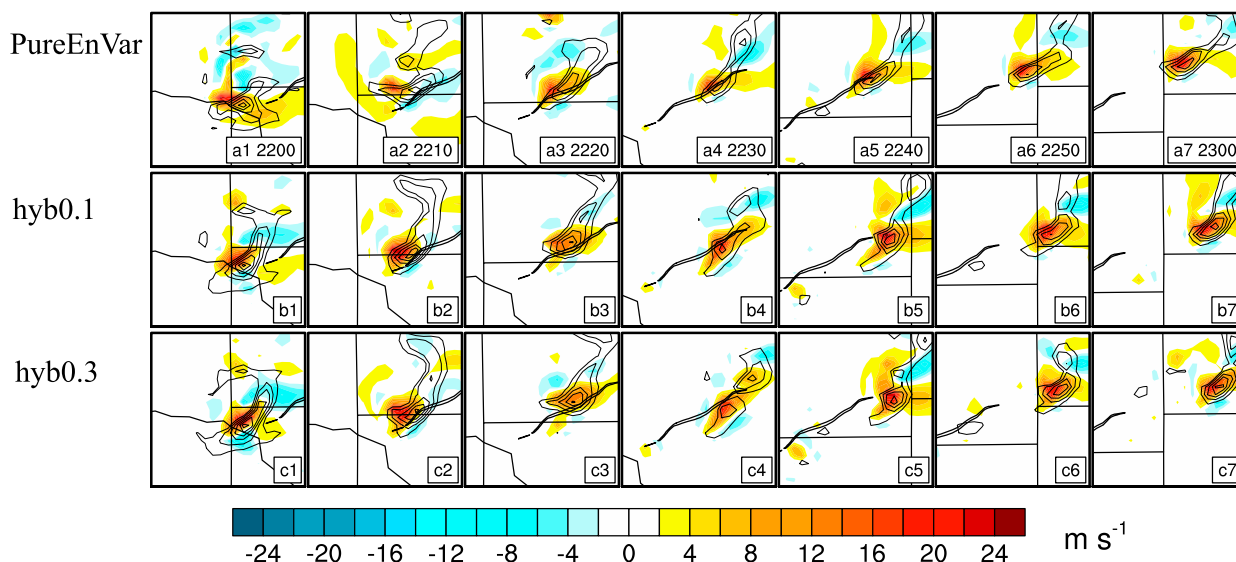 PureEnVar
a1 2200
a2 2210
a3 2220
a4 2230
a5 2240
a6 2250
a7 2300
hyb0.1
b1
b2
b3
b4
b5
b6
b7
hyb0.3
c1
c2
c3
c4
c5
c6
c7
-24 -20 -16 -12 -8 -4 0 4 8 12 16 20 24 m s⁻¹